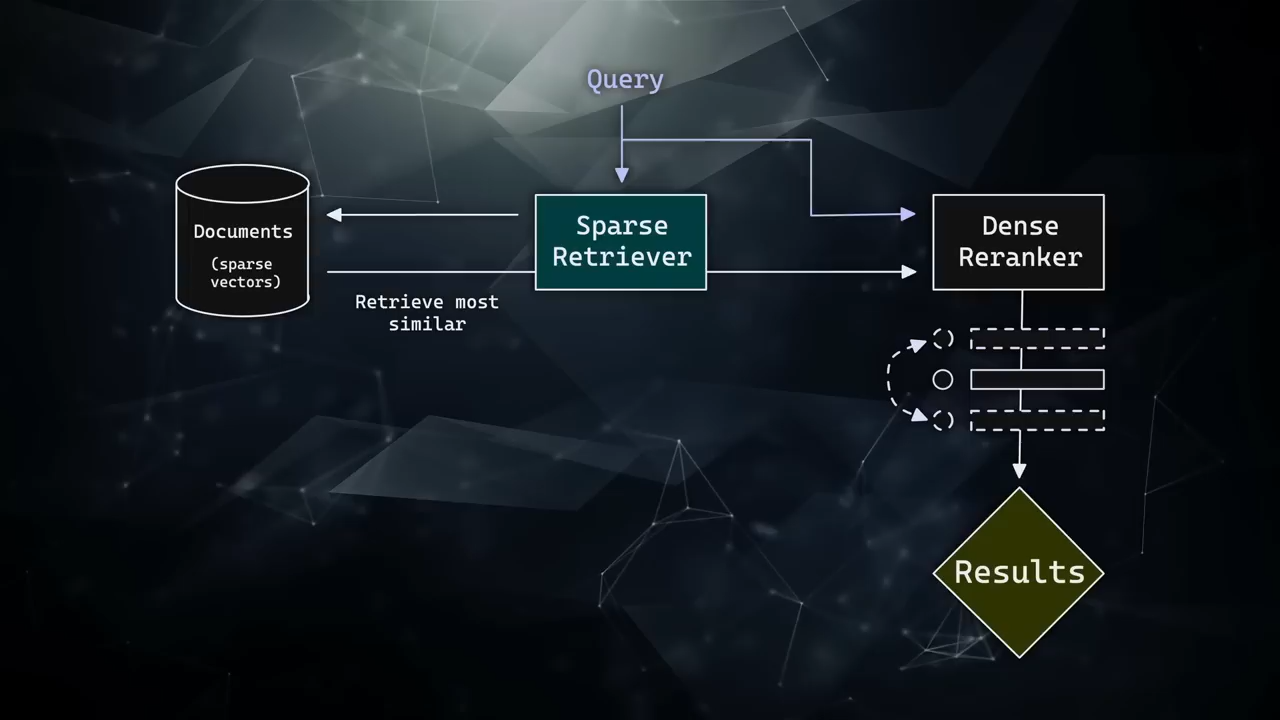 Query
Documents
(sparse
vectors)
Sparse
Retriever
Dense
Reranker
Retrieve most
similar
Results